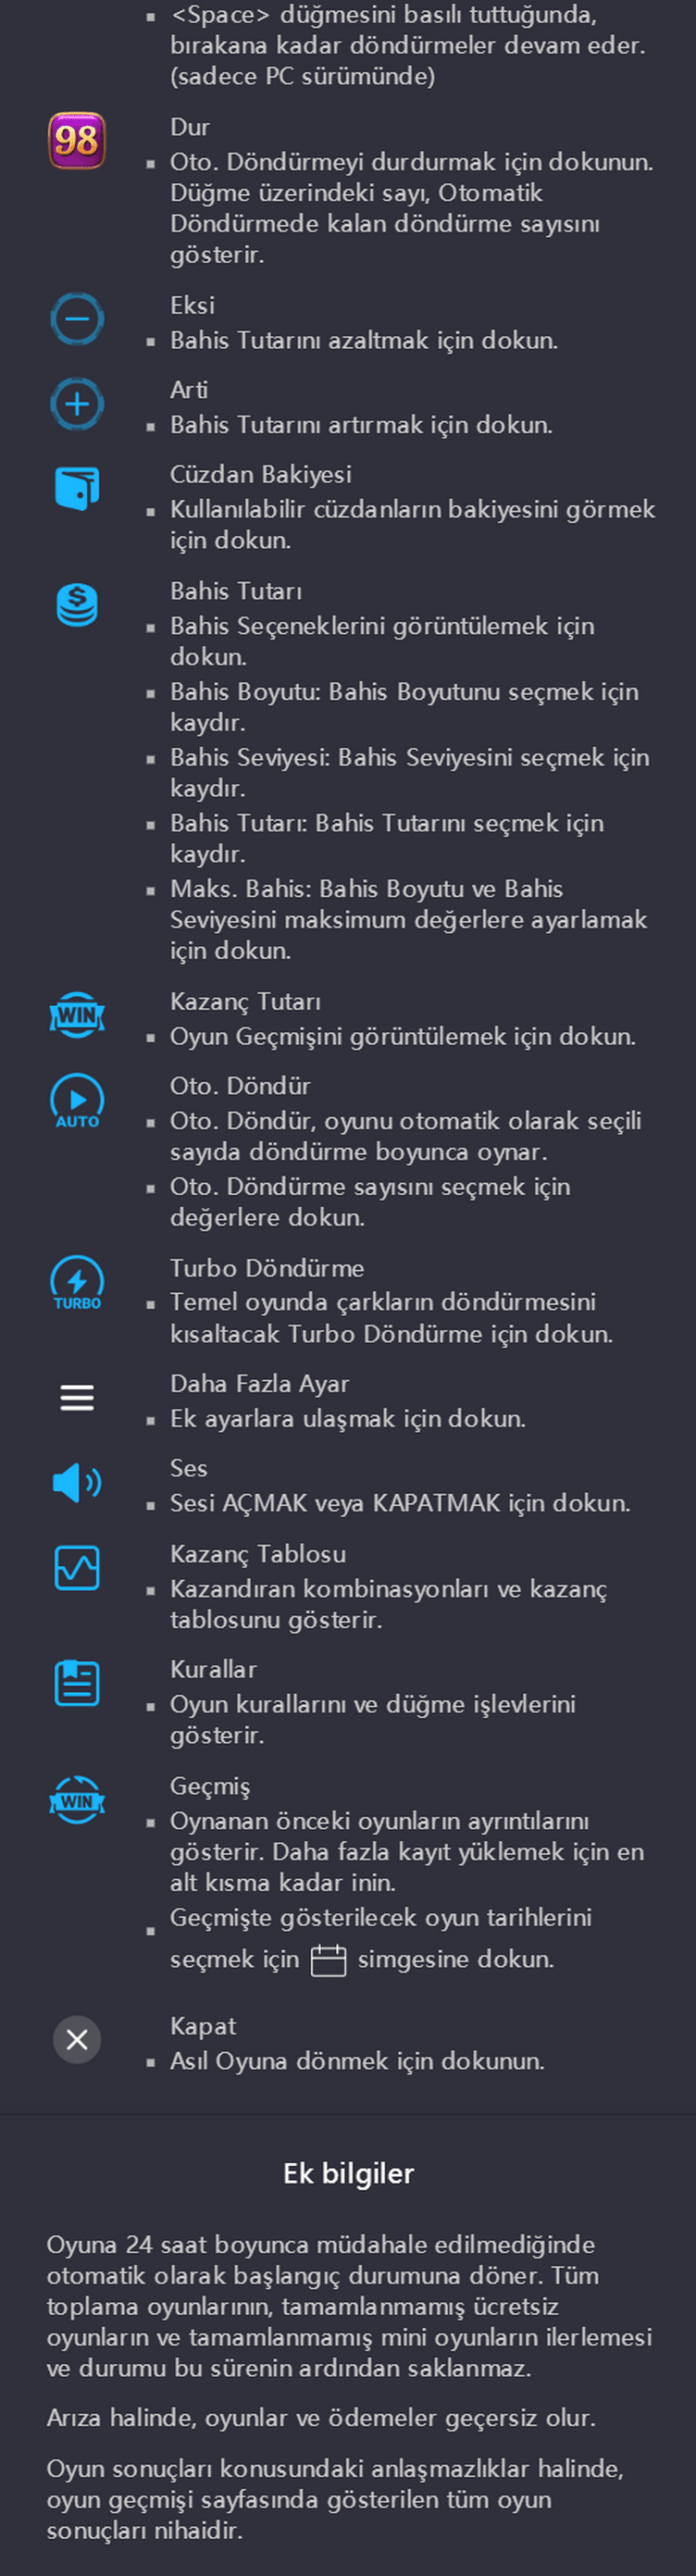 ▪ <Space> düğmesini basılı tuttuğunda,
bırakana kadar döndürmeler devam eder.
(sadece PC sürümünde)
98
Dur
▪ Oto. Döndürmeyi durdurmak için dokunun.
Düğme üzerindeki sayı, Otomatik
Döndürmede kalan döndürme sayısını
gösterir.
Eksi
▪ Bahis Tutarını azaltmak için dokun.
Arti
▪ Bahis Tutarını artırmak için dokun.
Cüzdan Bakiyesi
▪ Kullanılabilir cüzdanların bakiyesini görmek
için dokun.
Bahis Tutarı
▪ Bahis Seçeneklerini görüntülemek için
dokun.
▪ Bahis Boyutu: Bahis Boyutunu seçmek için
kaydır.
▪ Bahis Seviyesi: Bahis Seviyesini seçmek için
kaydır.
▪ Bahis Tutarı: Bahis Tutarını seçmek için
kaydır.
▪ Maks. Bahis: Bahis Boyutu ve Bahis
Seviyesini maksimum değerlere ayarlamak
için dokun.
WIN
Kazanç Tutarı
▪ Oyun Geçmişini görüntülemek için dokun.
AUTO
Oto. Döndür
▪ Oto. Döndür, oyunu otomatik olarak seçili
sayıda döndürme boyunca oynar.
▪ Oto. Döndürme sayısını seçmek için
değerlere dokun.
TURBO
Turbo Döndürme
▪ Temel oyunda çarkların döndürmesini
kısaltacak Turbo Döndürme için dokun.
Daha Fazla Ayar
▪ Ek ayarlara ulaşmak için dokun.
Ses
▪ Sesi AÇMAK veya KAPATMAK için dokun.
Kazanç Tablosu
▪ Kazandıran kombinasyonları ve kazanç
tablosunu gösterir.
Kurallar
▪ Oyun kurallarını ve düğme işlevlerini
gösterir.
WIN
Geçmiş
▪ Oynanan önceki oyunların ayrıntılarını
gösterir. Daha fazla kayıt yüklemek için en
alt kısma kadar inin.
▪ Geçmişte gösterilecek oyun tarihlerini
seçmek için simgesine dokun.
Kapat
▪ Asıl Oyuna dönmek için dokunun.
Ek bilgiler
Oyuna 24 saat boyunca müdahale edilmediğinde
otomatik olarak başlangıç durumuna döner. Tüm
toplama oyunlarının, tamamlanmamış ücretsiz
oyunların ve tamamlanmamış mini oyunların ilerlemesi
ve durumu bu sürenin ardından saklanmaz.
Arıza halinde, oyunlar ve ödemeler geçersiz olur.
Oyun sonuçları konusundaki anlaşmazlıklar halinde,
oyun geçmişi sayfasında gösterilen tüm oyun
sonuçları nihaidir.